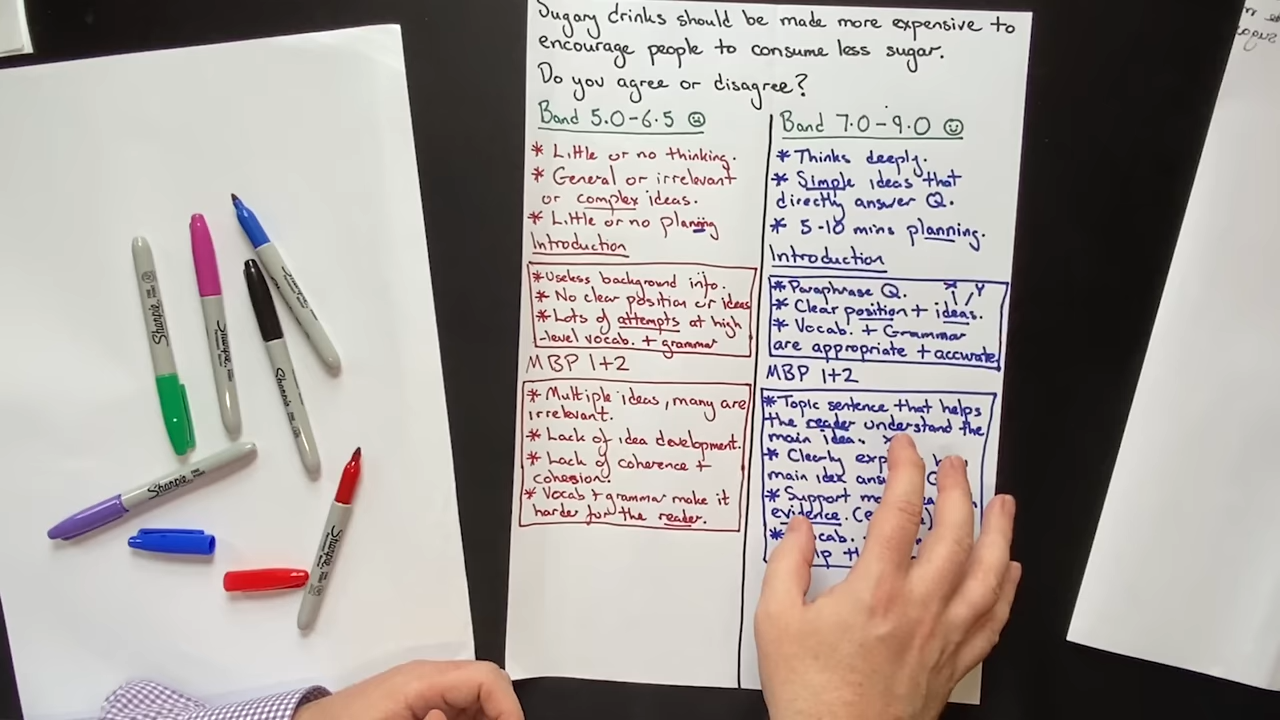 Sugary drinks should be made more expensive to
encourage people to consume less sugar.
Do you agree or disagree?
Band 5.0-6.5
* Little or no thinking.
* General or irrelevant
or complex ideas.
* Little or no planning
Introduction
* Useless background info.
* No clear position or ideas
* Lots of attempts at high
-level vocab. + grammar
MBP 1+2
* Multiple ideas, many are
irrelevant.
* Lack of idea development.
* Lack of coherence +
cohesion.
* Vocab + grammar make it
harder for the reader.
Band 7.0-9.0
* Thinks deeply.
* Simple ideas that
directly answer Q.
* 5-10 mins planning.
Introduction
* Paraphrase Q. X Y
* Clear position + ideas.
* Vocab. + Grammar
are appropriate + accurate
MBP 1+2
* Topic sentence that helps
the reader understand the
main idea.
* Clearly
main idea
* Support
evidence.
Sharpie
Sharpie
Sharpie
Sharpie
Sharpie